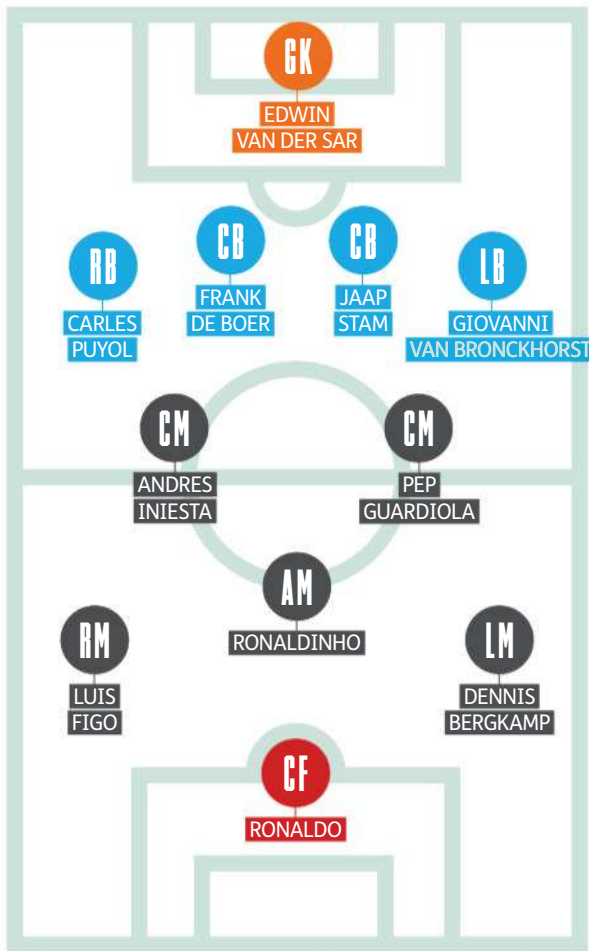 GK
EDWIN
VAN DER SAR
RB
CARLES
PUYOL
CB
FRANK
DE BOER
CB
JAAP
STAM
LB
GIOVANNI
VAN BRONCKHORST
CM
ANDRES
INIESTA
CM
PEP
GUARDIOLA
AM
RONALDINHO
RM
LUIS
FIGO
LM
DENNIS
BERGKAMP
CF
RONALDO